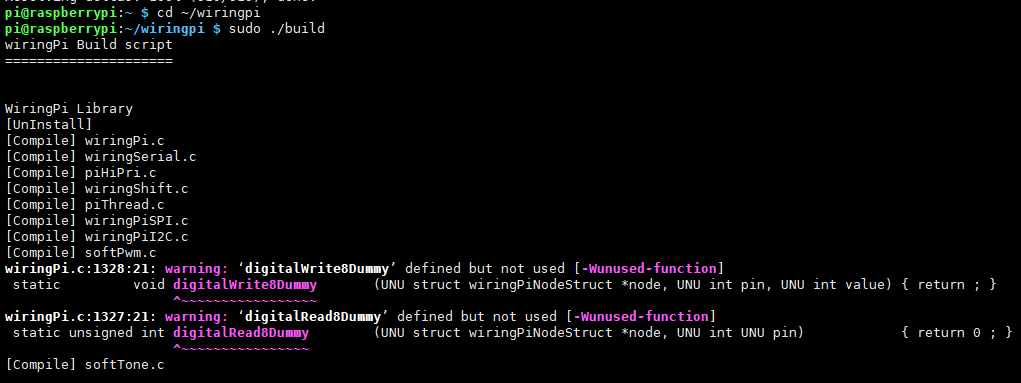 pi@raspberrypi:~ $ cd ~/wiringpi
pi@raspberrypi:~/wiringpi $ sudo ./build
wiringPi Build script
=====================
WiringPi Library
[UnInstall]
[Compile] wiringPi.c
[Compile] wiringSerial.c
[Compile] piHiPri.c
[Compile] wiringShift.c
[Compile] piThread.c
[Compile] wiringPiSPI.c
[Compile] wiringPiI2C.c
[Compile] softPwm.c
wiringPi.c:1328:21: warning: ‘digitalWrite8Dummy’ defined but not used [-Wunused-function]
 static         void digitalWrite8Dummy       (UNU struct wiringPiNodeStruct *node, UNU int pin, UNU int value) { return ; }
                     ^~~~~~~~~~~~~~~~~~
wiringPi.c:1327:21: warning: ‘digitalRead8Dummy’ defined but not used [-Wunused-function]
 static unsigned int digitalRead8Dummy        (UNU struct wiringPiNodeStruct *node, UNU int UNU pin)            { return 0 ; }
                     ^~~~~~~~~~~~~~~~~
[Compile] softTone.c